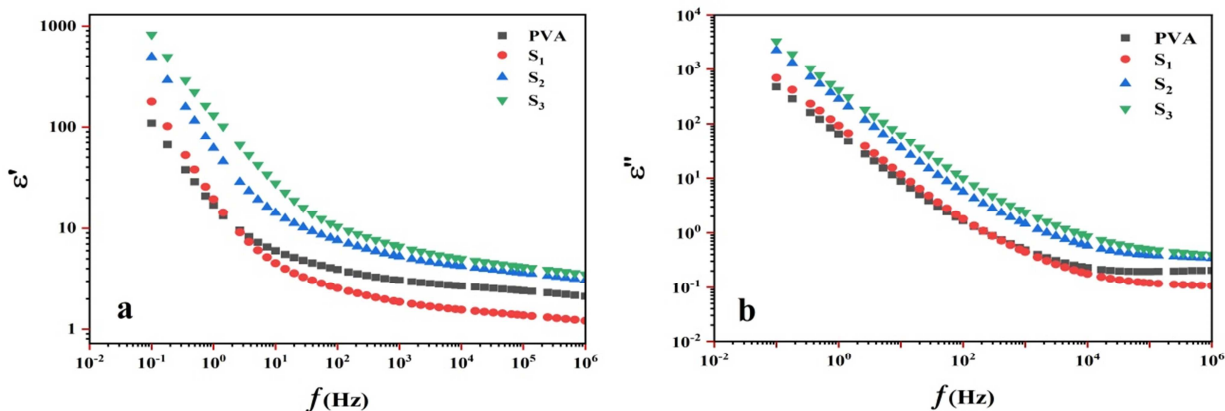 1000
100
10
1
ε'
PVA
S₁
S₂
S₃
a
10⁻² 10⁻¹ 10⁰ 10¹ 10² 10³ 10⁴ 10⁵ 10⁶
f(Hz)
10⁴
10³
10²
10¹
10⁰
10⁻¹
10⁻²
ε''
PVA
S₁
S₂
S₃
b
10⁻² 10⁰ 10² 10⁴ 10⁶
f(Hz)